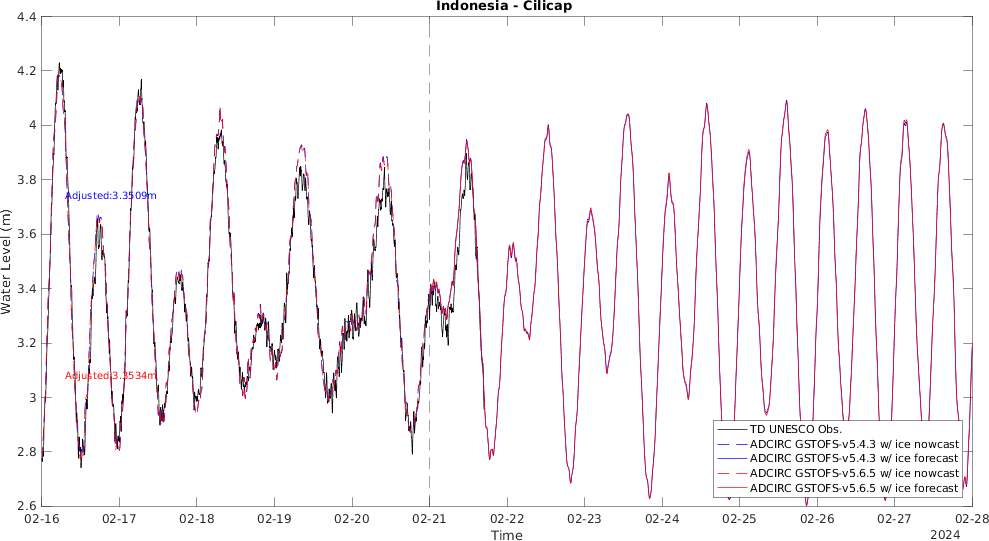 Indonesia - Cilicap
4.4
4.2
4
3.8
3.6
3.4
3.2
3
2.8
2.6
Water Level (m)
Adjusted:3.3509m
Adjusted:3.3534m
TD UNESCO Obs.
ADCIRC GSTOFS-v5.4.3 w/ ice nowcast
ADCIRC GSTOFS-v5.4.3 w/ ice forecast
ADCIRC GSTOFS-v5.6.5 w/ ice nowcast
ADCIRC GSTOFS-v5.6.5 w/ ice forecast
02-16 02-17 02-18 02-19 02-20 02-21 02-22 02-23 02-24 02-25 02-26 02-27 02-28
Time
2024